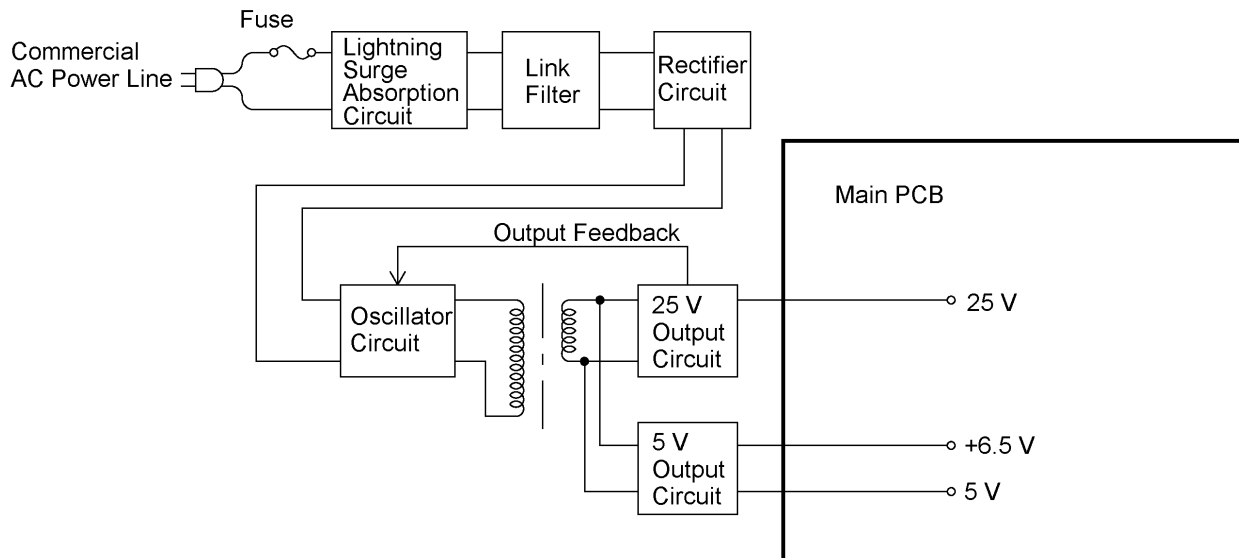 Fuse
Commercial
AC Power Line
Lightning
Surge
Absorption
Circuit
Link
Filter
Rectifier
Circuit
Main PCB
Output Feedback
Oscillator
Circuit
25 V
Output
Circuit
25 V
5 V
Output
Circuit
+6.5 V
5 V